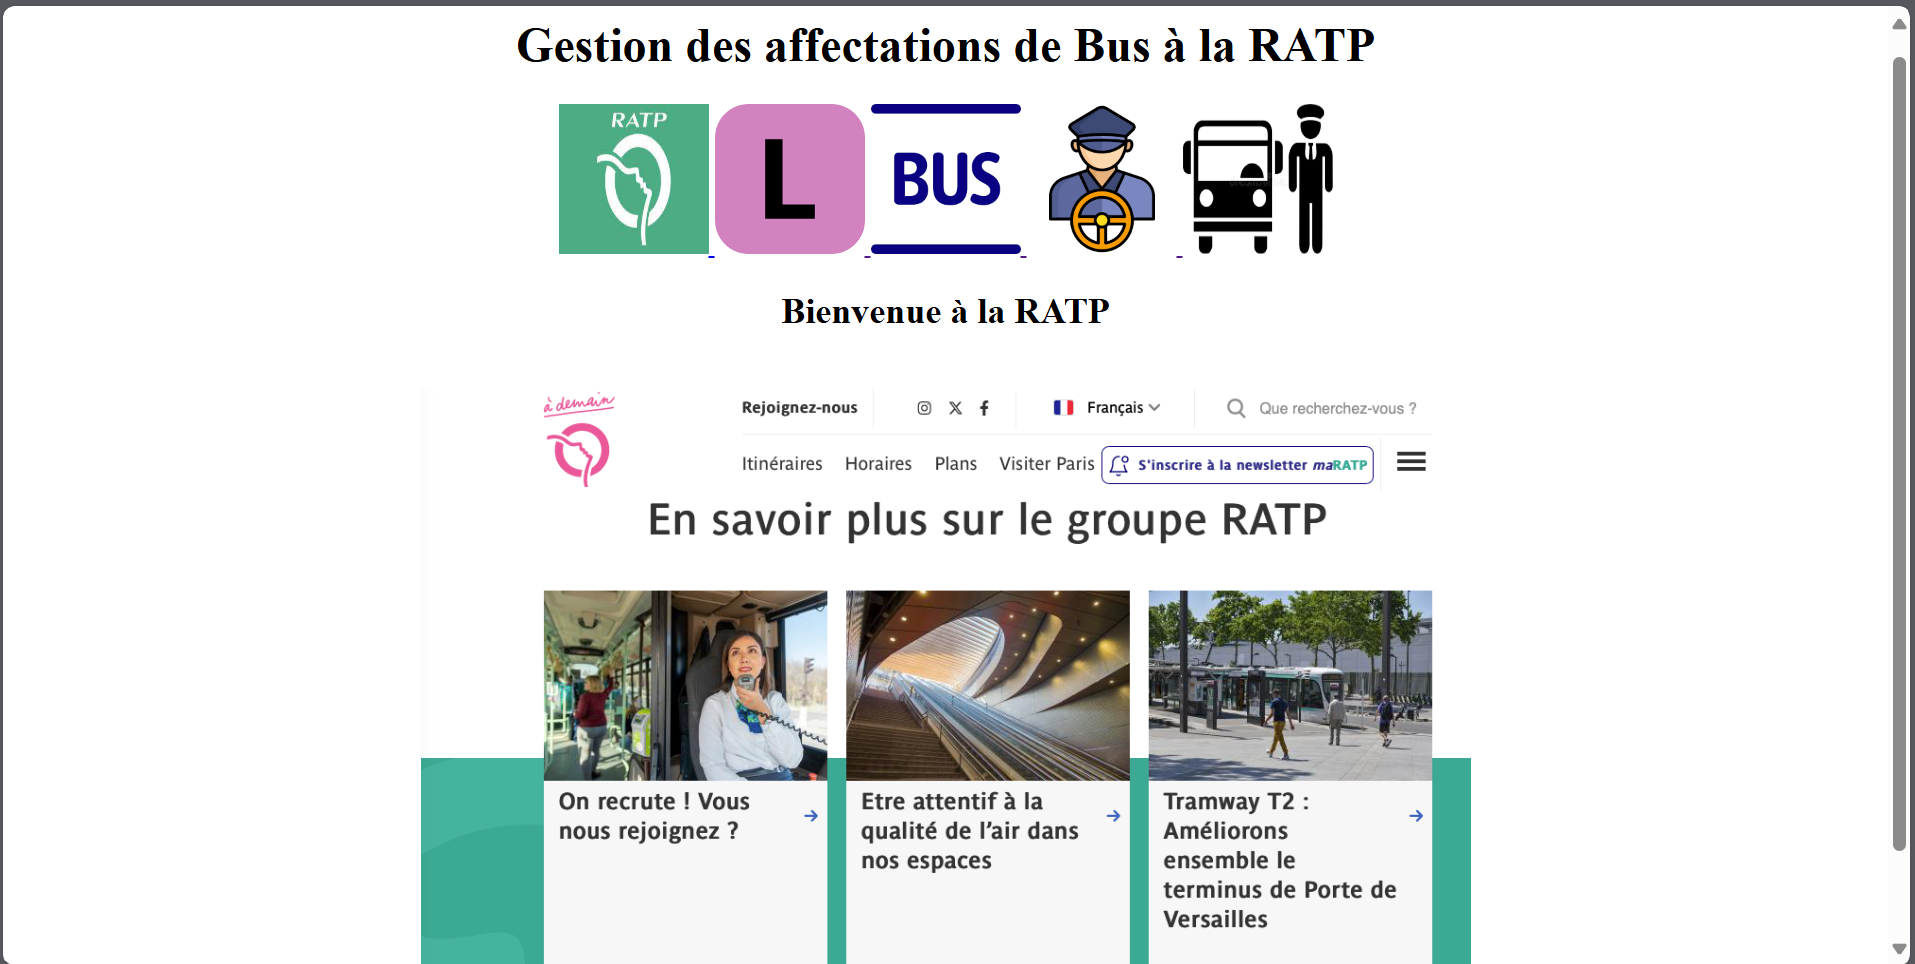 Gestion des affectations de Bus à la RATP
RATP
L
BUS
Bienvenue à la RATP
à demain
Rejoignez-nous
Français
Que recherchez-vous ?
Itinéraires
Horaires
Plans
Visiter Paris
S'inscrire à la newsletter maRATP
En savoir plus sur le groupe RATP
On recrute ! Vous
nous rejoignez ?
Etre attentif à la
qualité de l’air dans
nos espaces
Tramway T2 :
Améliorons
ensemble le
terminus de Porte de
Versailles